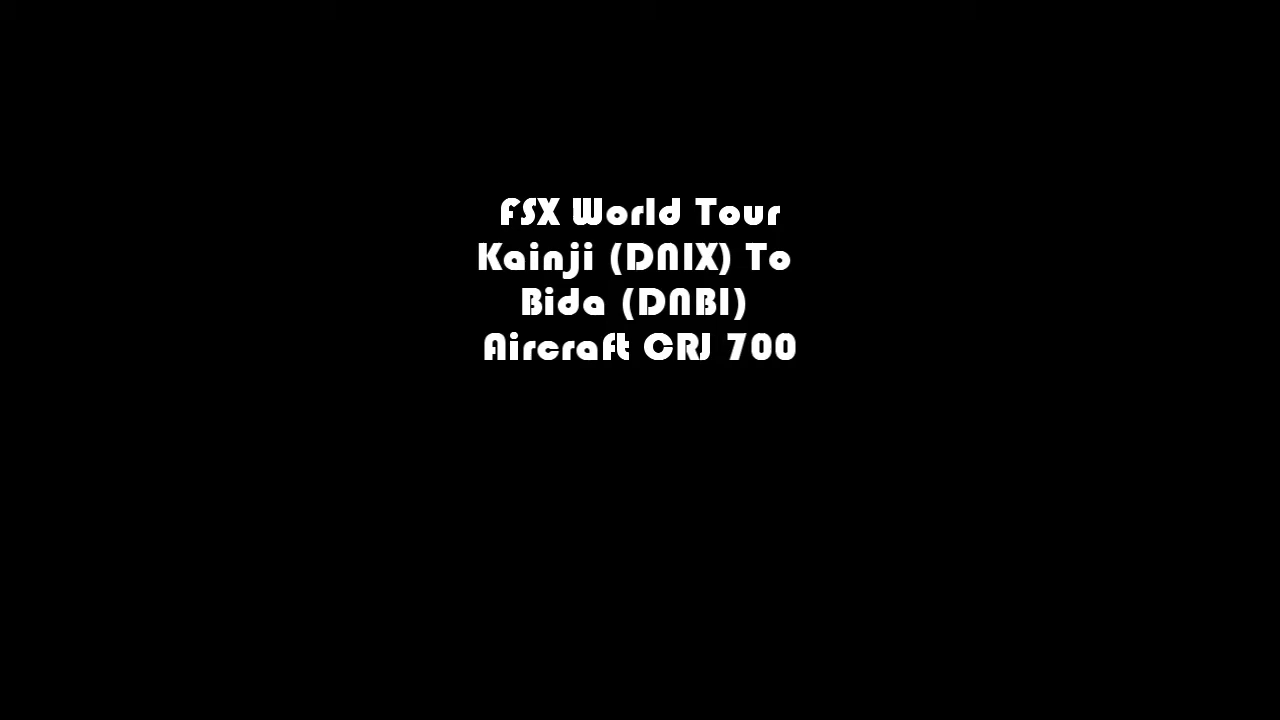 FSX World Tour
Kainji (DNIX) To
Bida (DNBI)
Aircraft CRJ 700